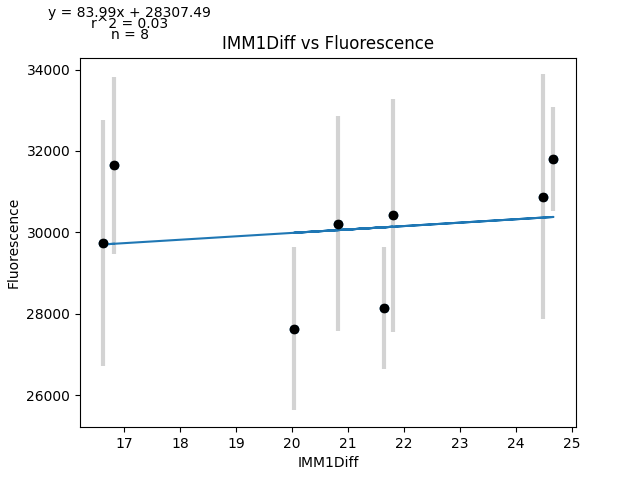 y = 83.99x + 28307.49
r^2 = 0.03
n = 8
IMM1Diff vs Fluorescence
34000
32000
30000
28000
26000
Fluorescence
17 18 19 20 21 22 23 24 25
IMM1Diff